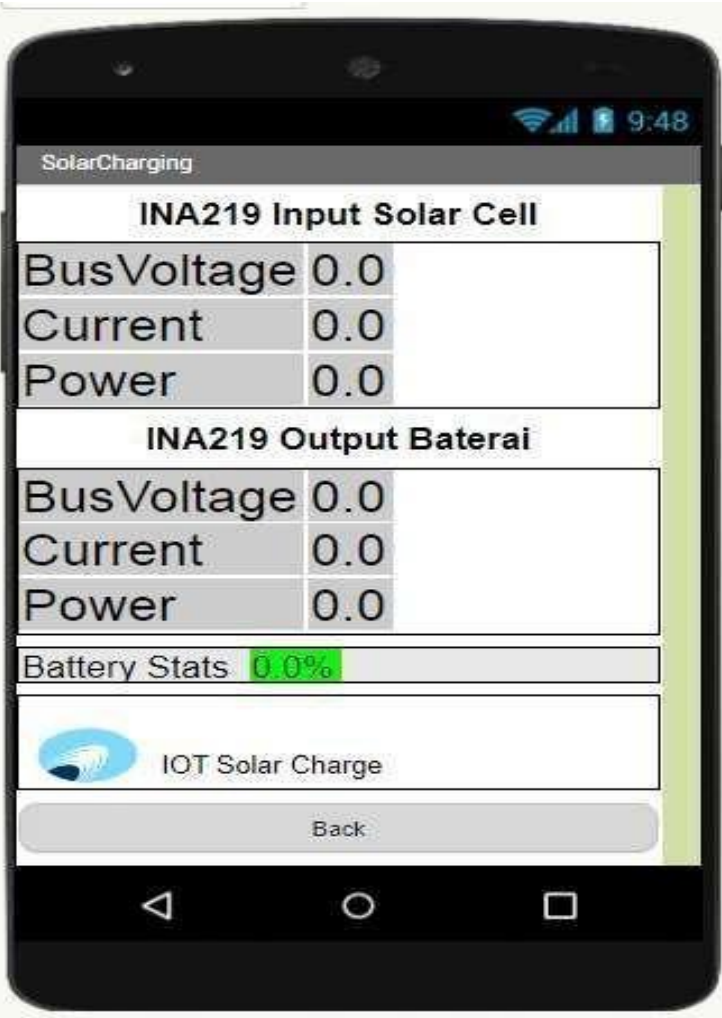 9:48
SolarCharging
INA219 Input Solar Cell
BusVoltage 0.0
Current 0.0
Power 0.0
INA219 Output Baterai
BusVoltage 0.0
Current 0.0
Power 0.0
Battery Stats 0.0%
IOT Solar Charge
Back